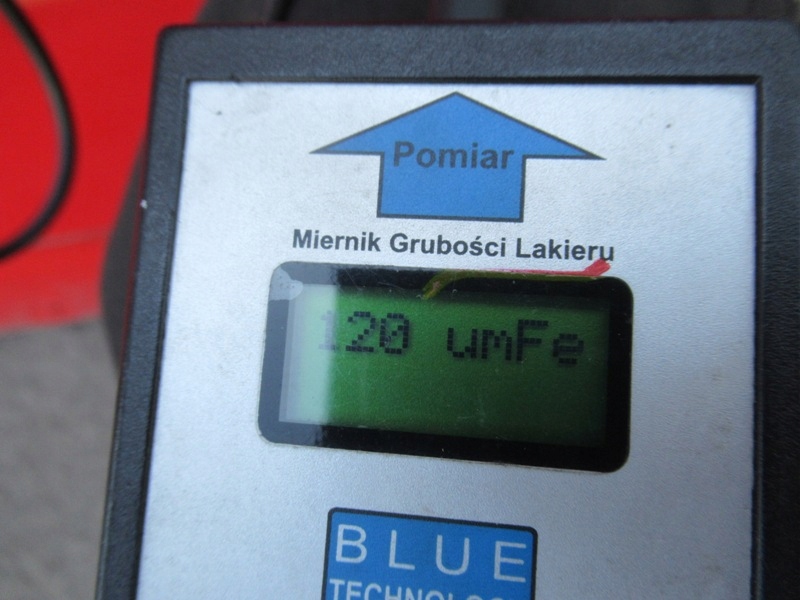 Pomiar
Miernik Grubości Lakieru
120 umFe
BLUE